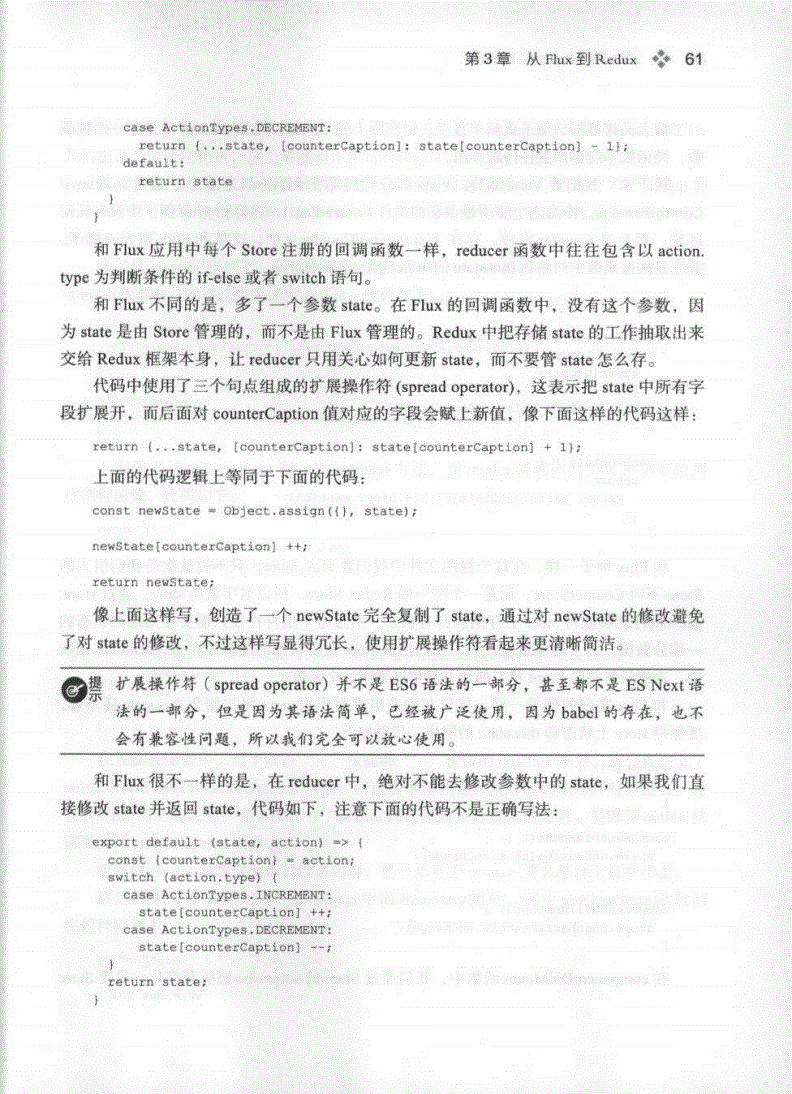 第 3 章 从 Flux 到 Redux 61
case ActionTypes.DECREMENT:
return {...state, [counterCaption]: state[counterCaption] - 1};
default:
return state
}
}
和 Flux 应用中每个 Store 注册的回调函数一样，reducer 函数中往往包含以 action.
type 为判断条件的 if-else 或者 switch 语句。
和 Flux 不同的是，多了一个参数 state。在 Flux 的回调函数中，没有这个参数，因
为 state 是由 Store 管理的，而不是由 Flux 管理的。Redux 中把存储 state 的工作抽取出来
交给 Redux 框架本身，让 reducer 只用关心如何更新 state，而不要管 state 怎么存。
代码中使用了三个句点组成的扩展操作符 (spread operator)，这表示把 state 中所有字
段扩展开，而后面对 counterCaption 值对应的字段会赋上新值，像下面这样的代码这样：
return {...state, [counterCaption]: state[counterCaption] + 1};
上面的代码逻辑上等同于下面的代码：
const newState = Object.assign({}, state);
newState[counterCaption] ++;
return newState;
像上面这样写，创造了一个 newState 完全复制了 state，通过对 newState 的修改避免
了对 state 的修改，不过这样写显得冗长，使用扩展操作符看起来更清晰简洁。
提示 扩展操作符（spread operator）并不是 ES6 语法的一部分，甚至都不是 ES Next 语
法的一部分，但是因为其语法简单，已经被广泛使用，因为 babel 的存在，也不
会有兼容性问题，所以我们完全可以放心使用。
和 Flux 很不一样的是，在 reducer 中，绝对不能去修改参数中的 state，如果我们直
接修改 state 并返回 state，代码如下，注意下面的代码不是正确写法：
export default (state, action) => {
const {counterCaption} = action;
switch (action.type) {
case ActionTypes.INCREMENT:
state[counterCaption] ++;
case ActionTypes.DECREMENT:
state[counterCaption] --;
}
return state;
}